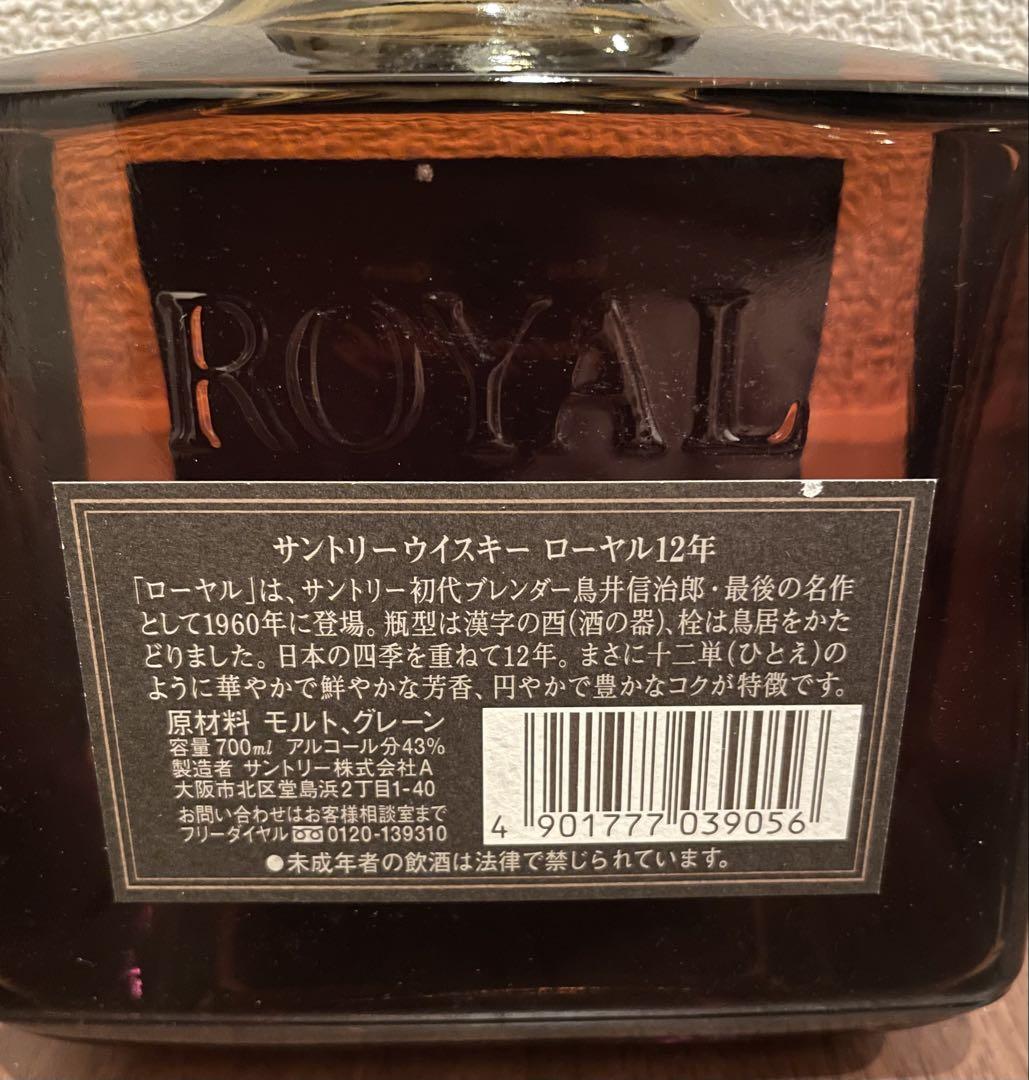 ROYAL
サントリーウイスキー ローヤル12年
「ローヤル」は、サントリー初代ブレンダー鳥井信治郎・最後の名作
として1960年に登場。瓶型は漢字の酉(酒の器)、栓は鳥居をかた
どりました。日本の四季を重ねて12年。まさに十二単(ひとえ)の
ように華やかで鮮やかな芳香、円やかで豊かなコクが特徴です。
原材料 モルト、グレーン
容量700ml アルコール分43%
製造者 サントリー株式会社A
大阪市北区堂島浜2丁目1-40
お問い合わせはお客様相談室まで
フリーダイヤル 0120-139310
4 901777 039056
●未成年者の飲酒は法律で禁じられています。